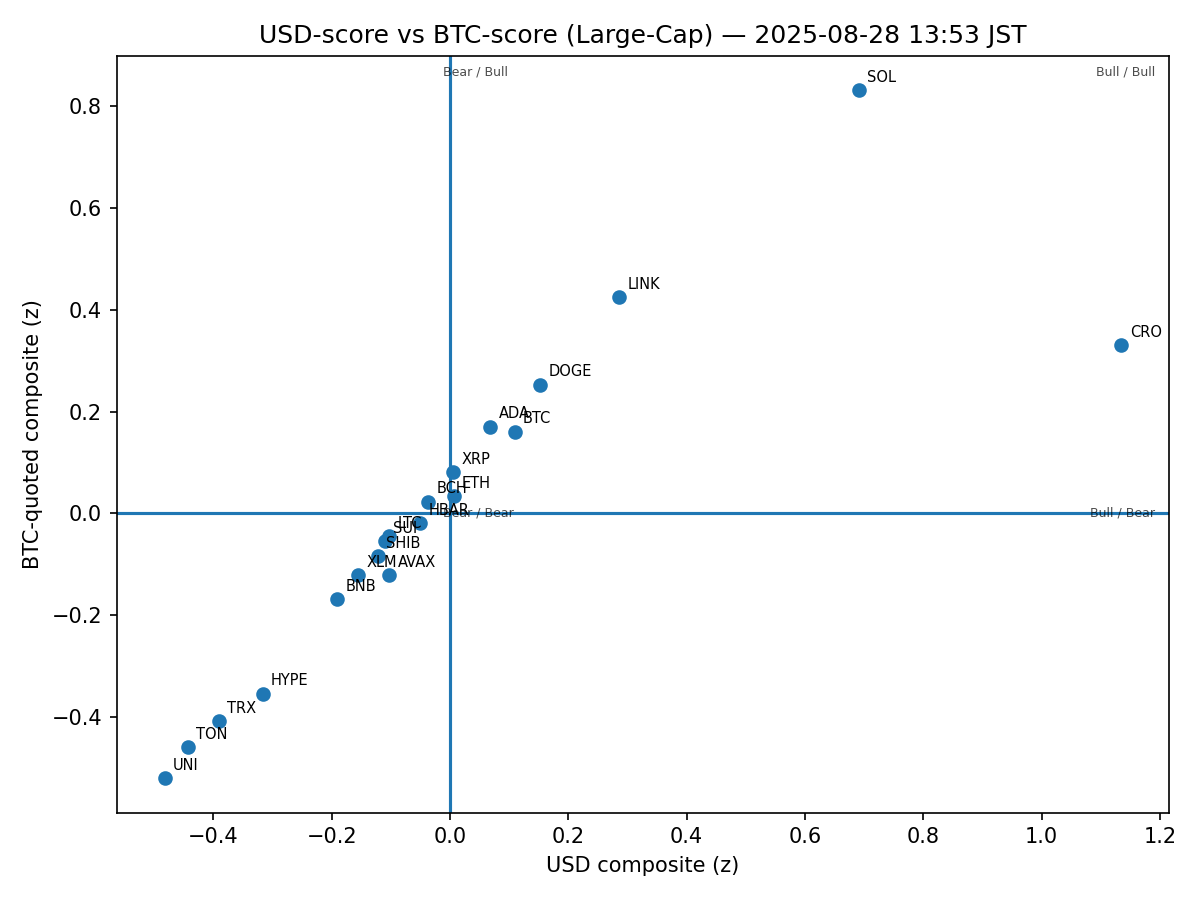 USD-score vs BTC-score (Large-Cap) — 2025-08-28 13:53 JST
Bear / Bull
Bull / Bull
SOL
LINK
CRO
DOGE
ADA
BTC
XRP
ETH
BCH
HBAR
Bear / Bear
Bull / Bear
LTC
SUI
SHIB
XLM
AVAX
BNB
HYPE
TRX
TON
UNI
0.8
0.6
0.4
0.2
0.0
−0.2
−0.4
−0.4
−0.2
0.0
0.2
0.4
0.6
0.8
1.0
1.2
USD composite (z)
BTC-quoted composite (z)